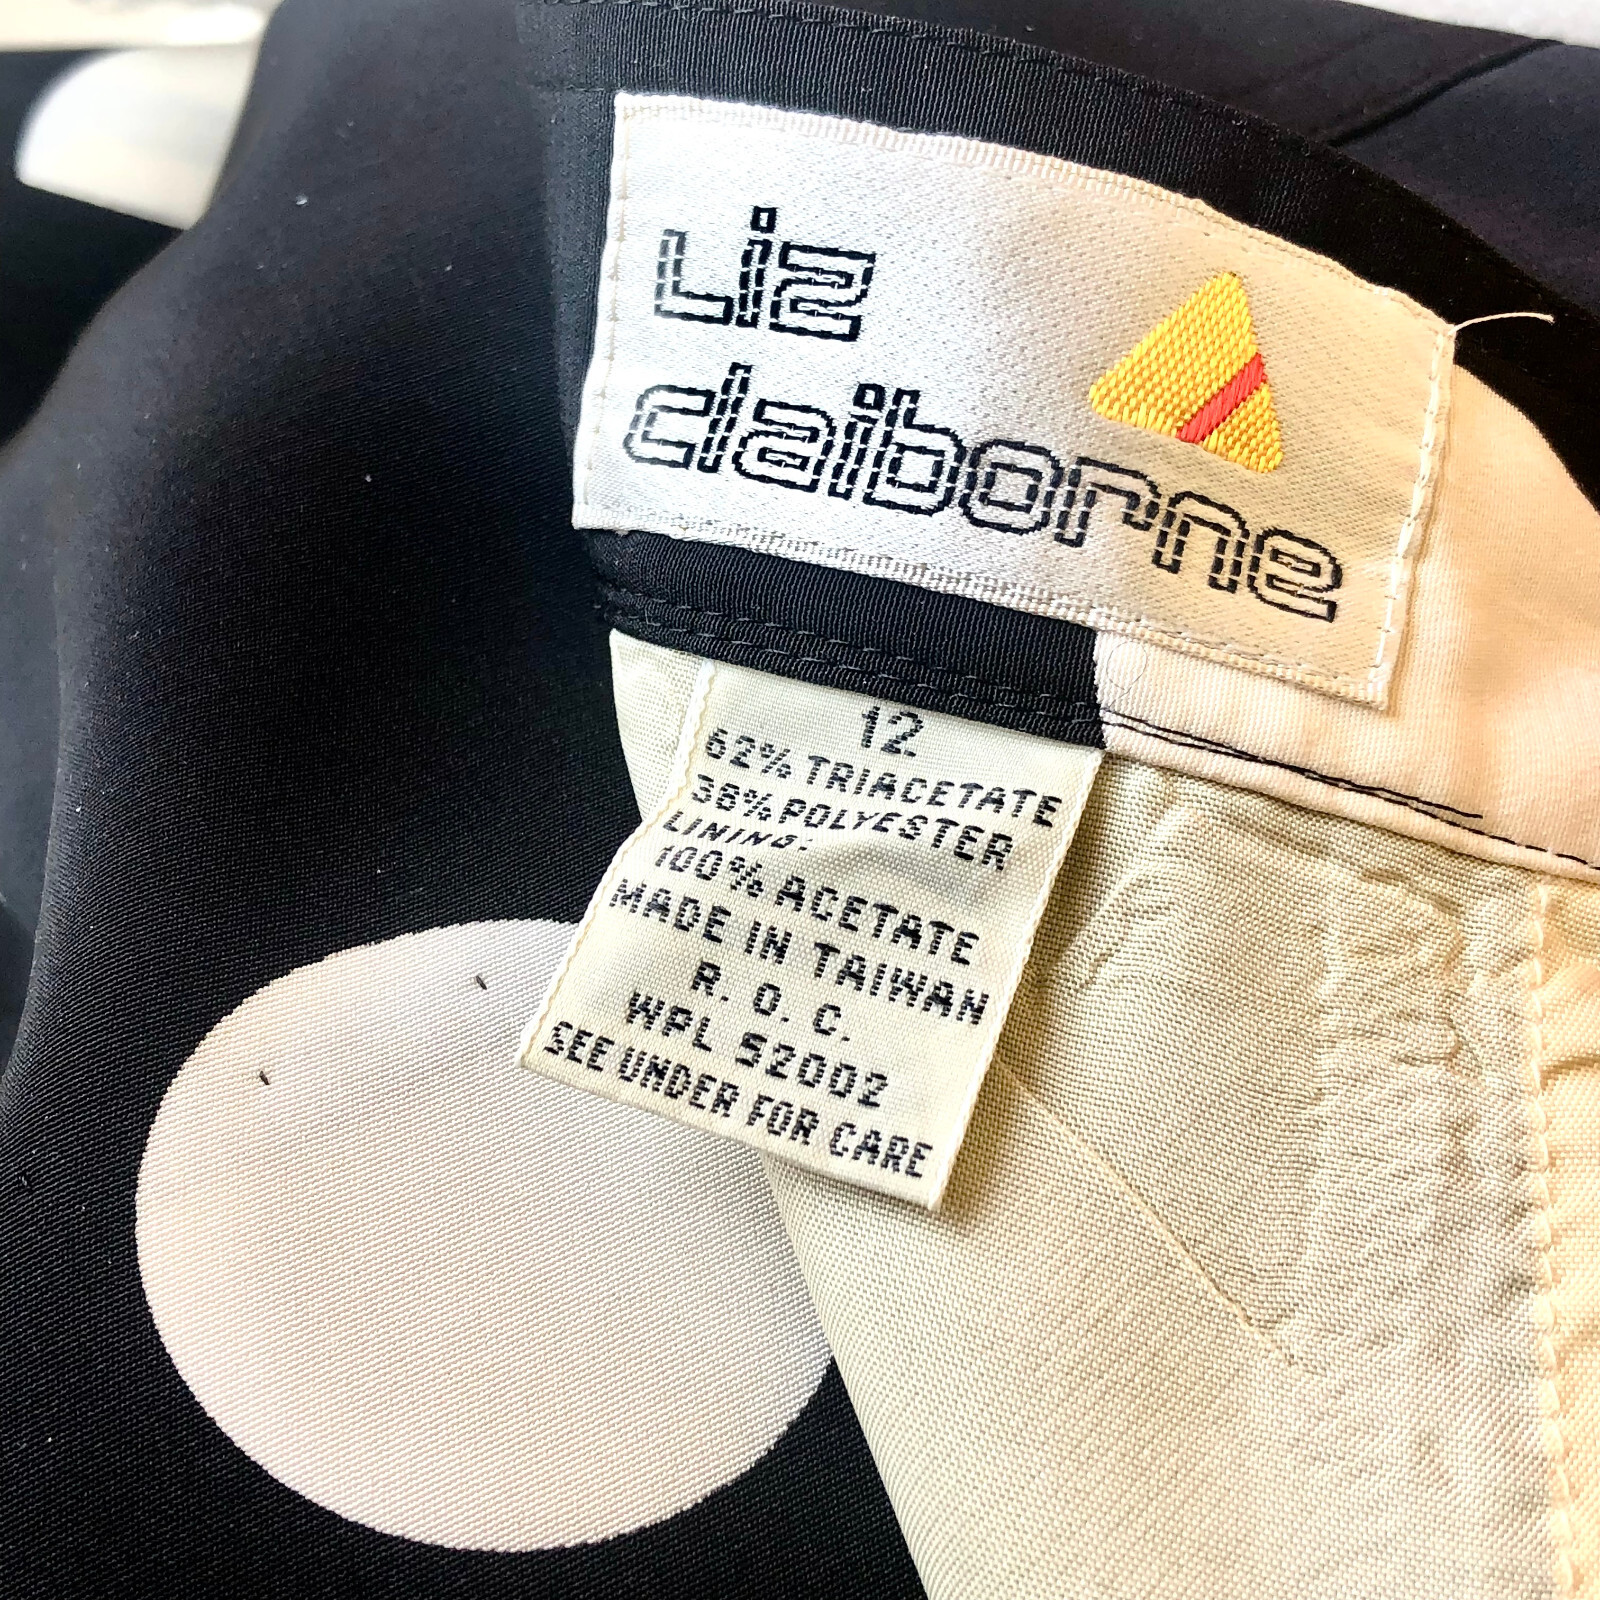 Liz
claiborne
12
62% TRIACETATE
38% POLYESTER
LINING:
100% ACETATE
MADE IN TAIWAN
R. O. C.
WPL 52002
SEE UNDER FOR CARE